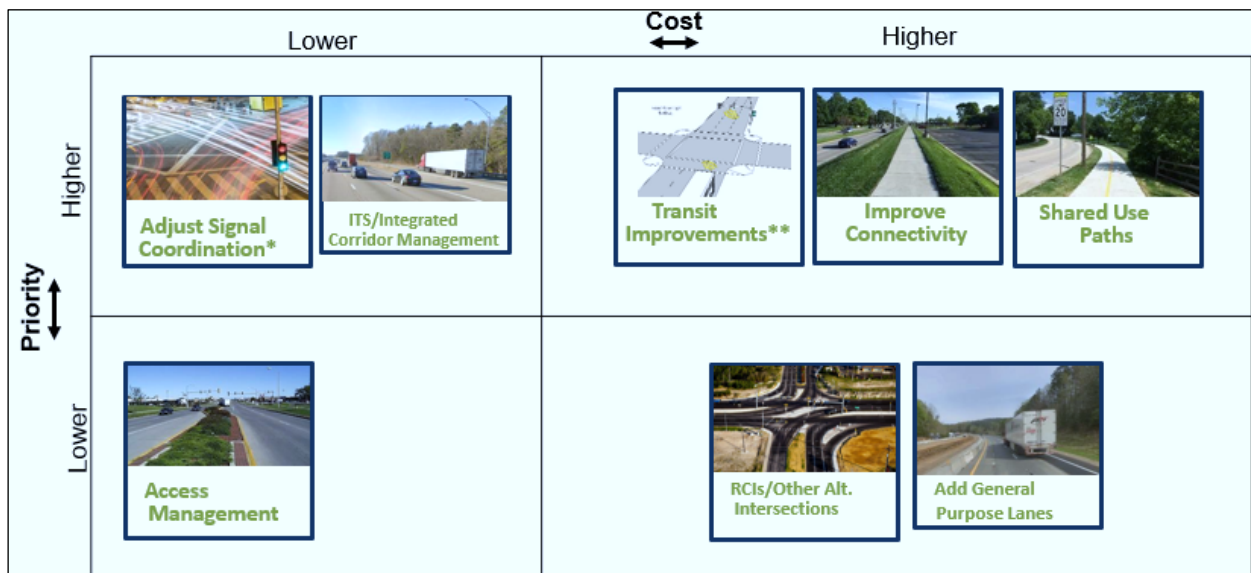 Cost
Lower
Higher
Priority
Higher
Adjust Signal
Coordination*
ITS/Integrated
Corridor Management
Transit
Improvements**
Improve
Connectivity
20
Shared Use
Paths
Lower
Access
Management
RCIs/Other Alt.
Intersections
Add General
Purpose Lanes